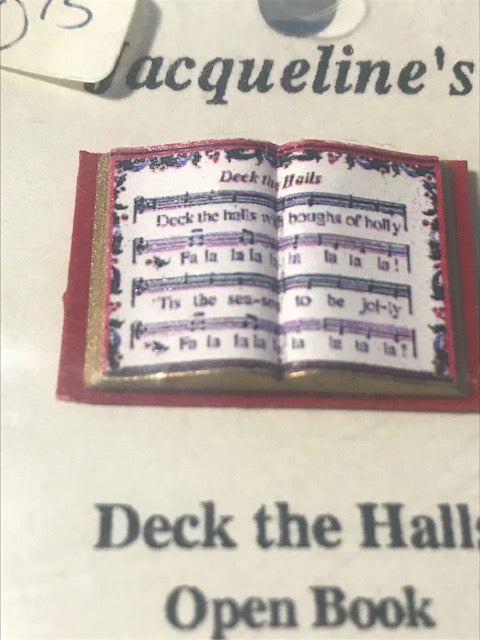 Jacqueline's
Deck the Halls
Deck the halls with boughs of holly
Fa la la la la la la la!
'Tis the sea-son to be jol-ly
Fa la la la la la la la!
Deck the Halls
Open Book